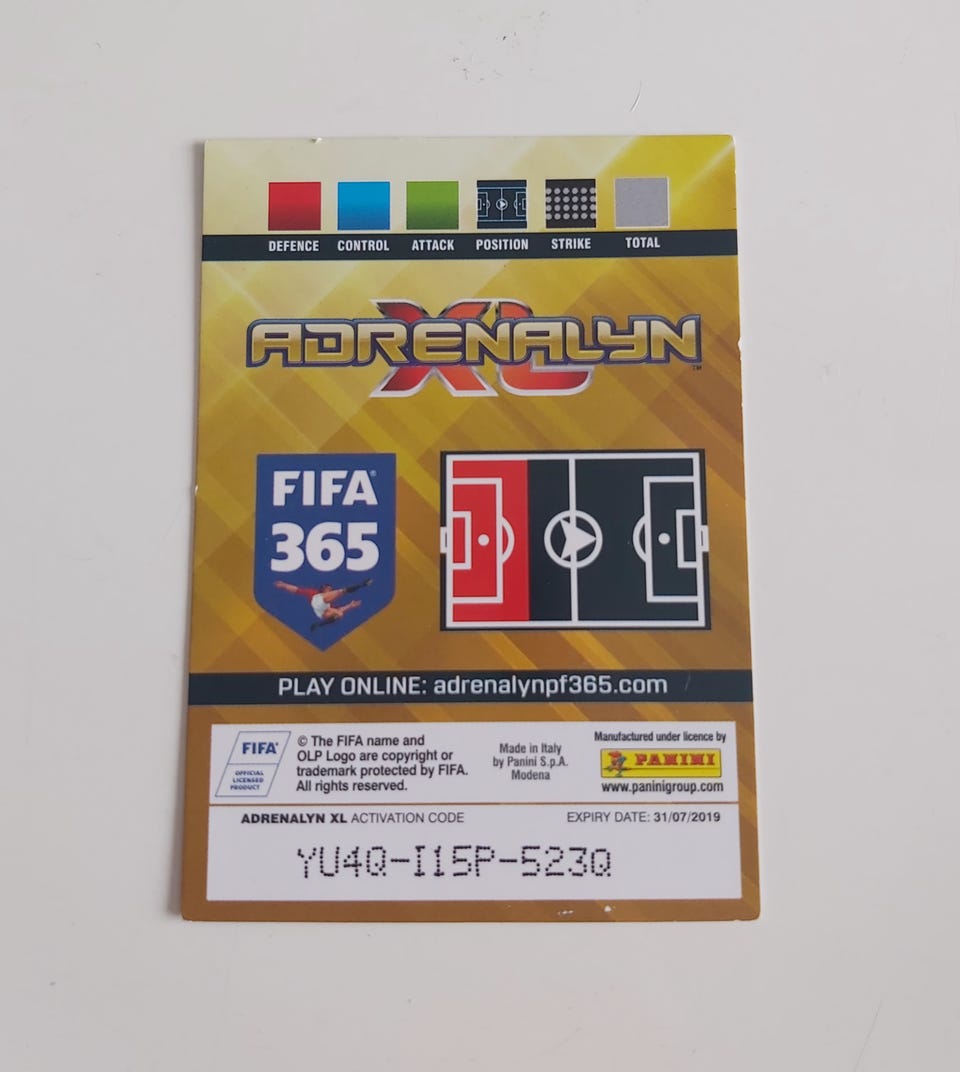 DEFENCE CONTROL ATTACK POSITION STRIKE TOTAL
ADRENALYN XL™
FIFA®
365
PLAY ONLINE: adrenalynpf365.com
FIFA®
OFFICIAL
LICENSED
PRODUCT
© The FIFA name and
OLP Logo are copyright or
trademark protected by FIFA.
All rights reserved.
Made in Italy
by Panini S.p.A.
Modena
Manufactured under licence by
PANINI
www.paninigroup.com
ADRENALYN XL ACTIVATION CODE EXPIRY DATE: 31/07/2019
YU4Q-I15P-523Q